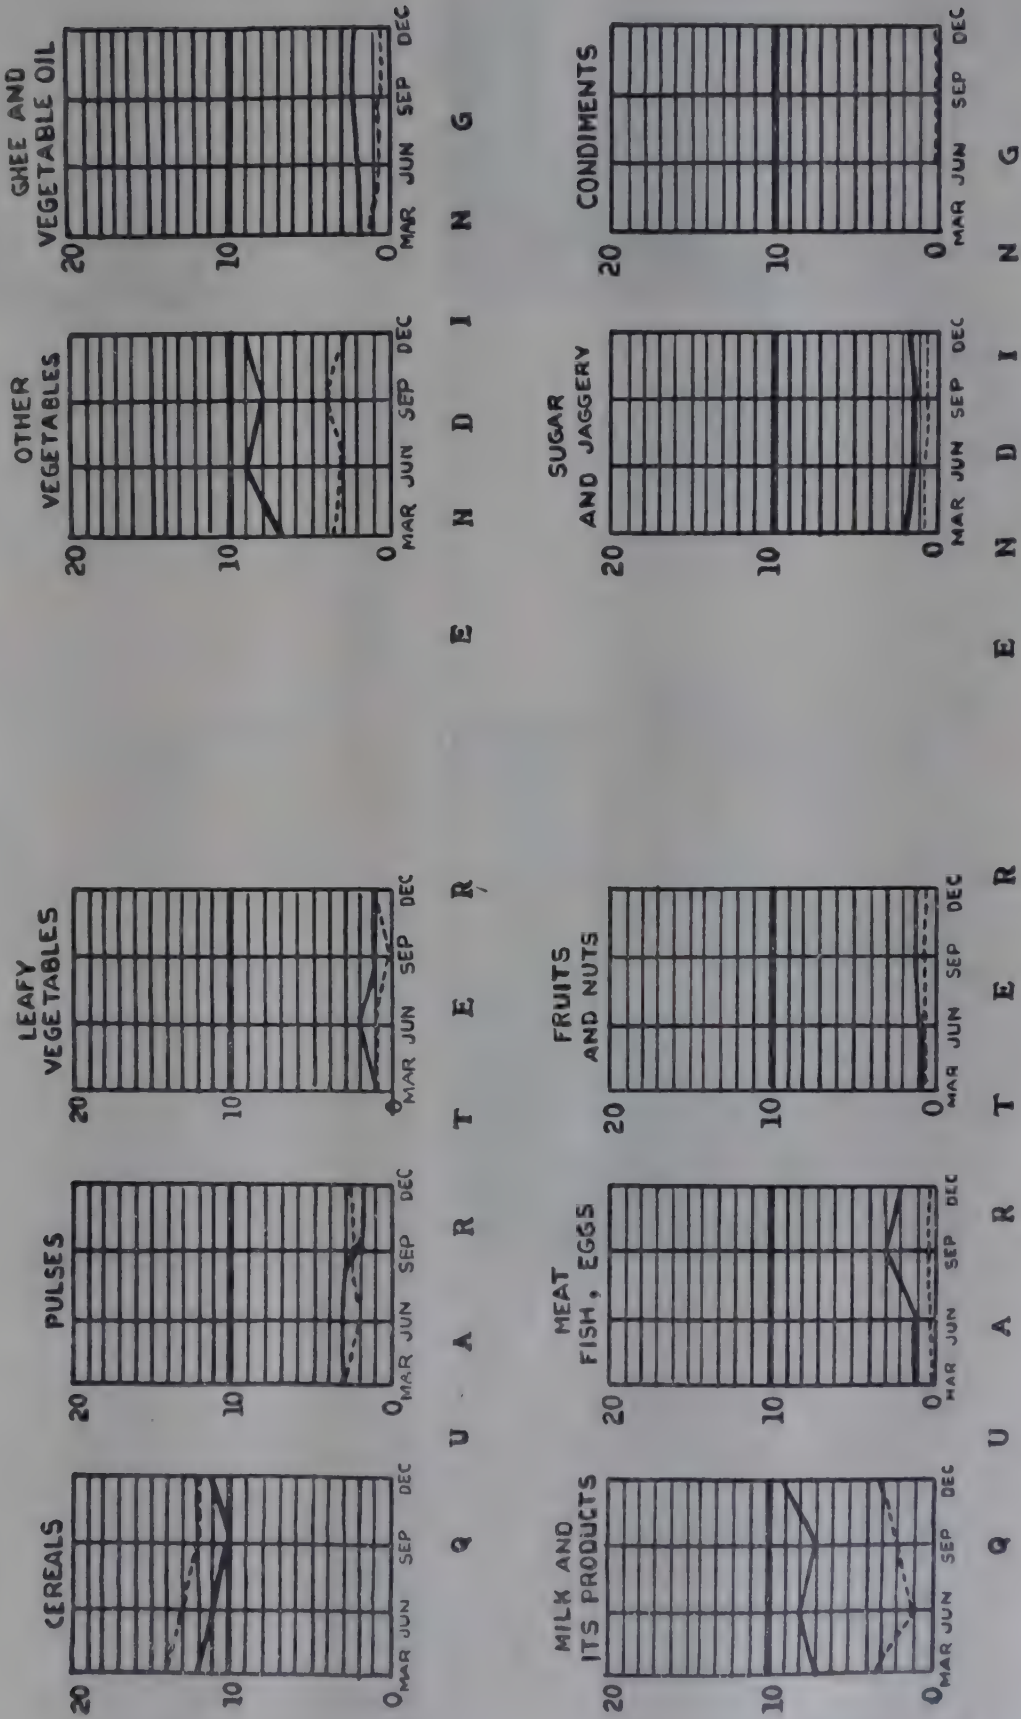 CEREALS
20
10
0
MAR JUN SEP DEC
PULSES
20
10
0
MAR JUN SEP DEC
LEAFY
VEGETABLES
20
10
0
MAR JUN SEP DEC
OTHER
VEGETABLES
20
10
0
MAR JUN SEP DEC
GHEE AND
VEGETABLE OIL
20
10
0
MAR JUN SEP DEC
QUARTER ENDING
MILK AND
ITS PRODUCTS
20
10
0
MAR JUN SEP DEC
MEAT
FISH, EGGS
20
10
0
MAR JUN SEP DEC
FRUITS
AND NUTS
20
10
0
MAR JUN SEP DEC
SUGAR
AND JAGGERY
20
10
0
MAR JUN SEP DEC
CONDIMENTS
20
10
0
MAR JUN SEP DEC
QUARTER ENDING